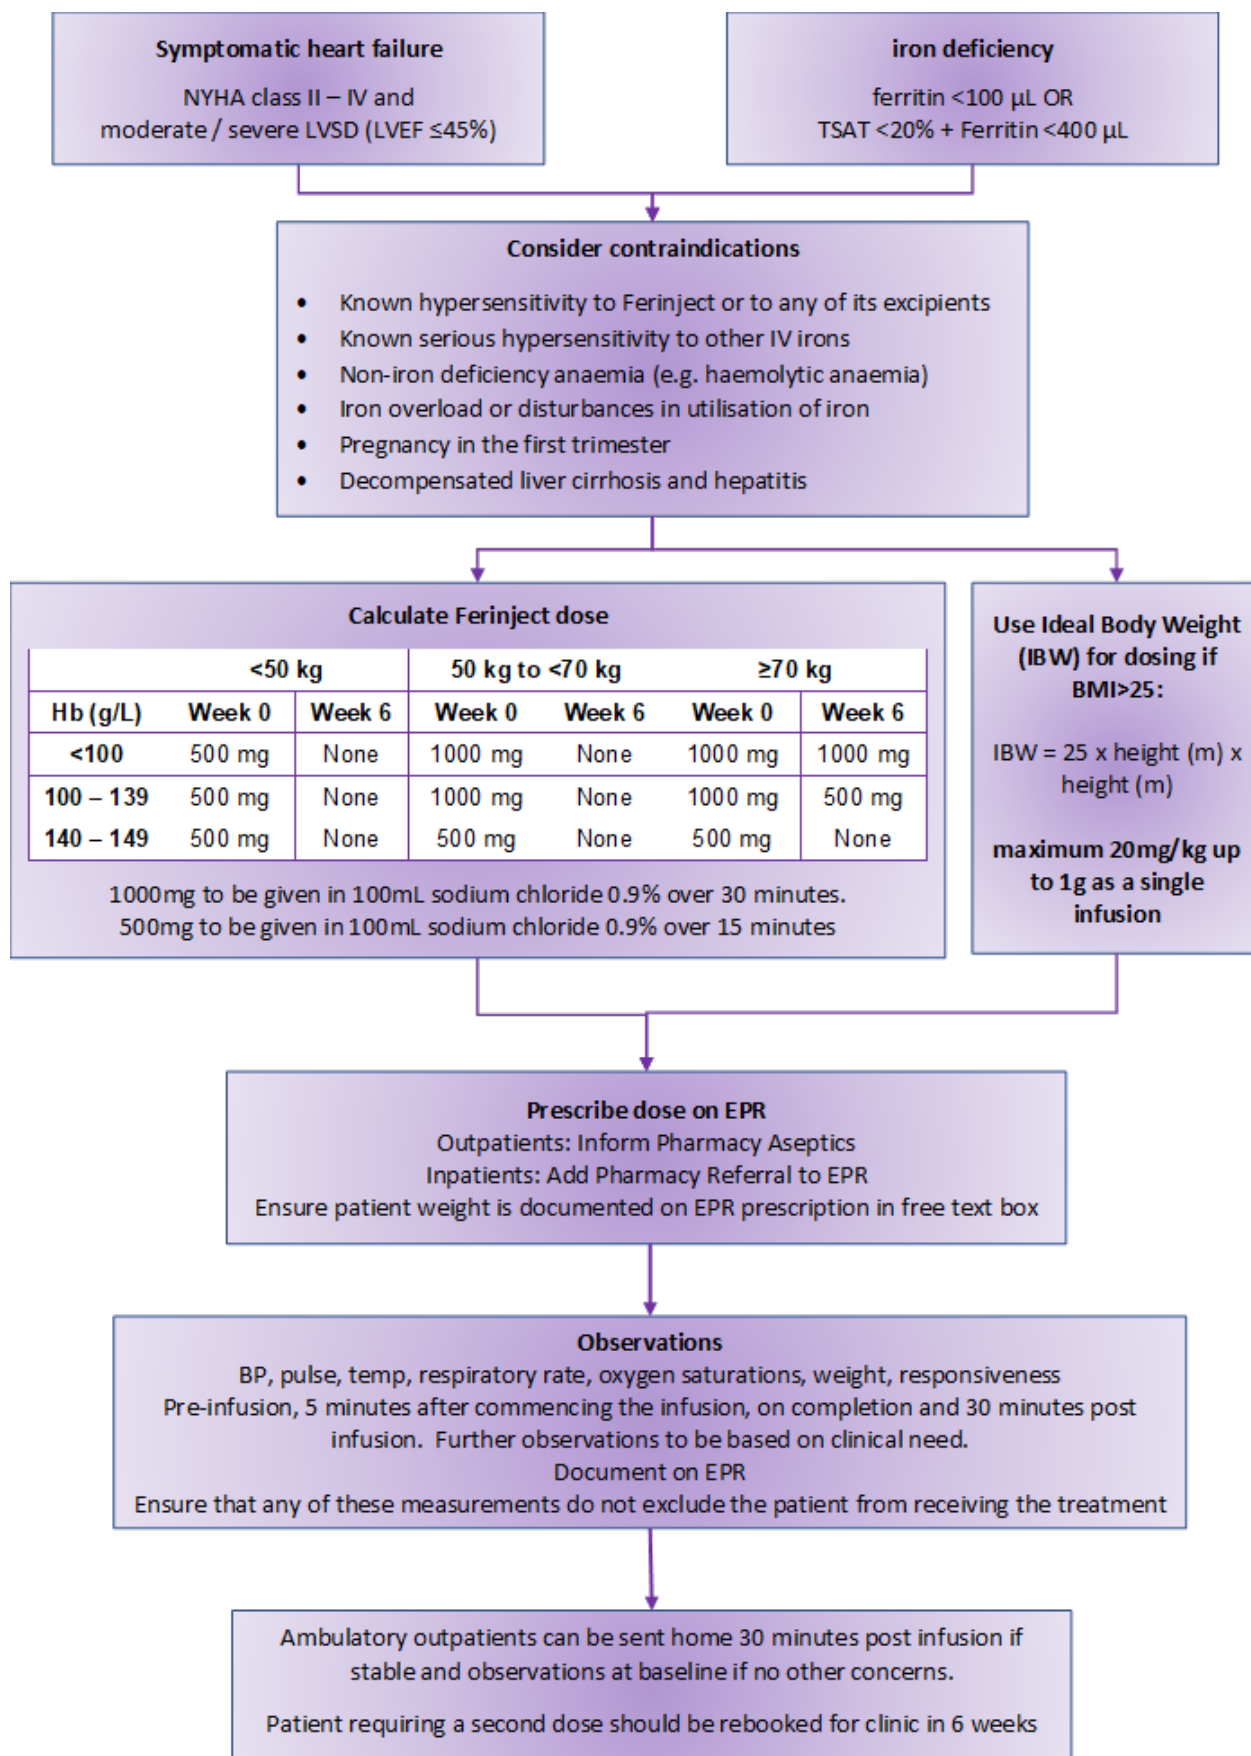 Symptomatic heart failure
NYHA class II – IV and
moderate / severe LVSD (LVEF ≤45%)
iron deficiency
ferritin <100 µL OR
TSAT <20% + Ferritin <400 µL
Consider contraindications
• Known hypersensitivity to Ferinject or to any of its excipients
• Known serious hypersensitivity to other IV irons
• Non-iron deficiency anaemia (e.g. haemolytic anaemia)
• Iron overload or disturbances in utilisation of iron
• Pregnancy in the first trimester
• Decompensated liver cirrhosis and hepatitis
Calculate Ferinject dose
<50 kg 50 kg to <70 kg ≥70 kg
Hb (g/L) Week 0 Week 6 Week 0 Week 6 Week 0 Week 6
<100 500 mg None 1000 mg None 1000 mg 1000 mg
100 – 139 500 mg None 1000 mg None 1000 mg 500 mg
140 – 149 500 mg None 500 mg None 500 mg None
1000mg to be given in 100mL sodium chloride 0.9% over 30 minutes.
500mg to be given in 100mL sodium chloride 0.9% over 15 minutes
Use Ideal Body Weight
(IBW) for dosing if
BMI>25:
IBW = 25 x height (m) x
height (m)
maximum 20mg/kg up
to 1g as a single
infusion
Prescribe dose on EPR
Outpatients: Inform Pharmacy Aseptics
Inpatients: Add Pharmacy Referral to EPR
Ensure patient weight is documented on EPR prescription in free text box
Observations
BP, pulse, temp, respiratory rate, oxygen saturations, weight, responsiveness
Pre-infusion, 5 minutes after commencing the infusion, on completion and 30 minutes post
infusion. Further observations to be based on clinical need.
Document on EPR
Ensure that any of these measurements do not exclude the patient from receiving the treatment
Ambulatory outpatients can be sent home 30 minutes post infusion if
stable and observations at baseline if no other concerns.
Patient requiring a second dose should be rebooked for clinic in 6 weeks